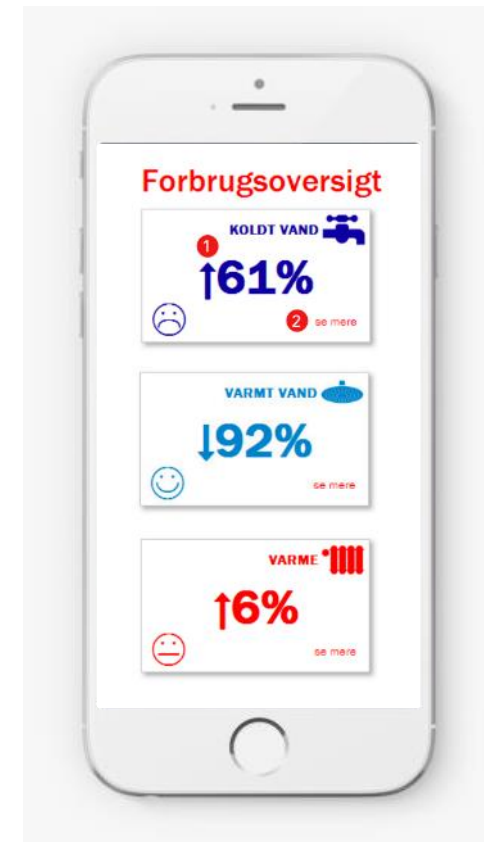 Forbrugsoversigt
KOLDT VAND
1
↑61%
2 se mere
VARMT VAND
↓92%
se mere
VARME
↑6%
se mere